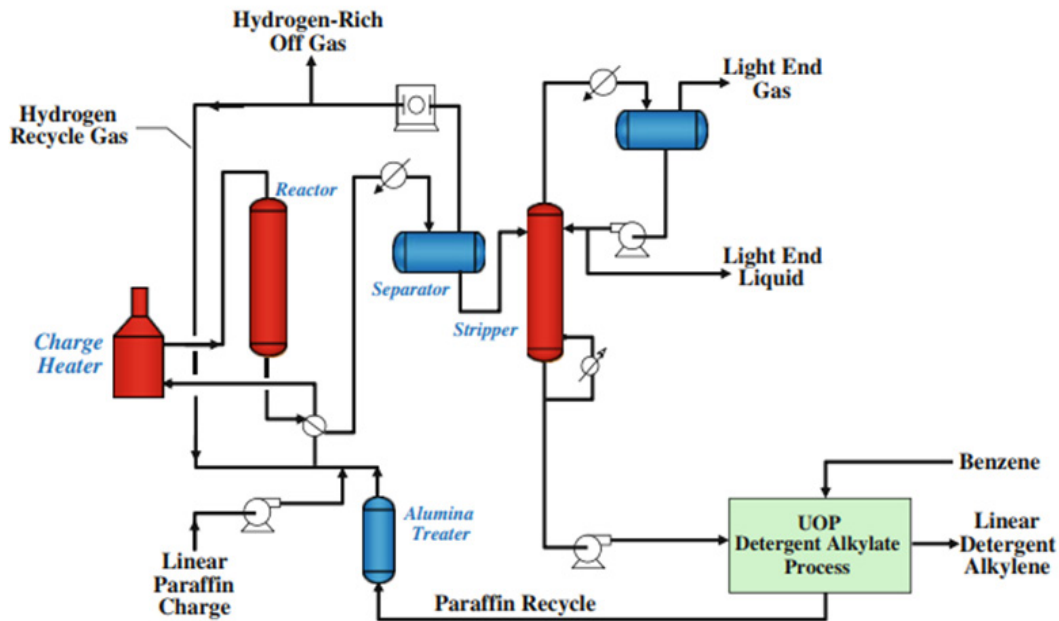 Hydrogen-Rich
Off Gas
Light End
Gas
Hydrogen
Recycle Gas
Reactor
Separator
Light End
Liquid
Stripper
Charge
Heater
Benzene
Alumina
Treater
UOP
Detergent Alkylate
Process
Linear
Detergent
Alkylene
Linear
Paraffin
Charge
Paraffin Recycle